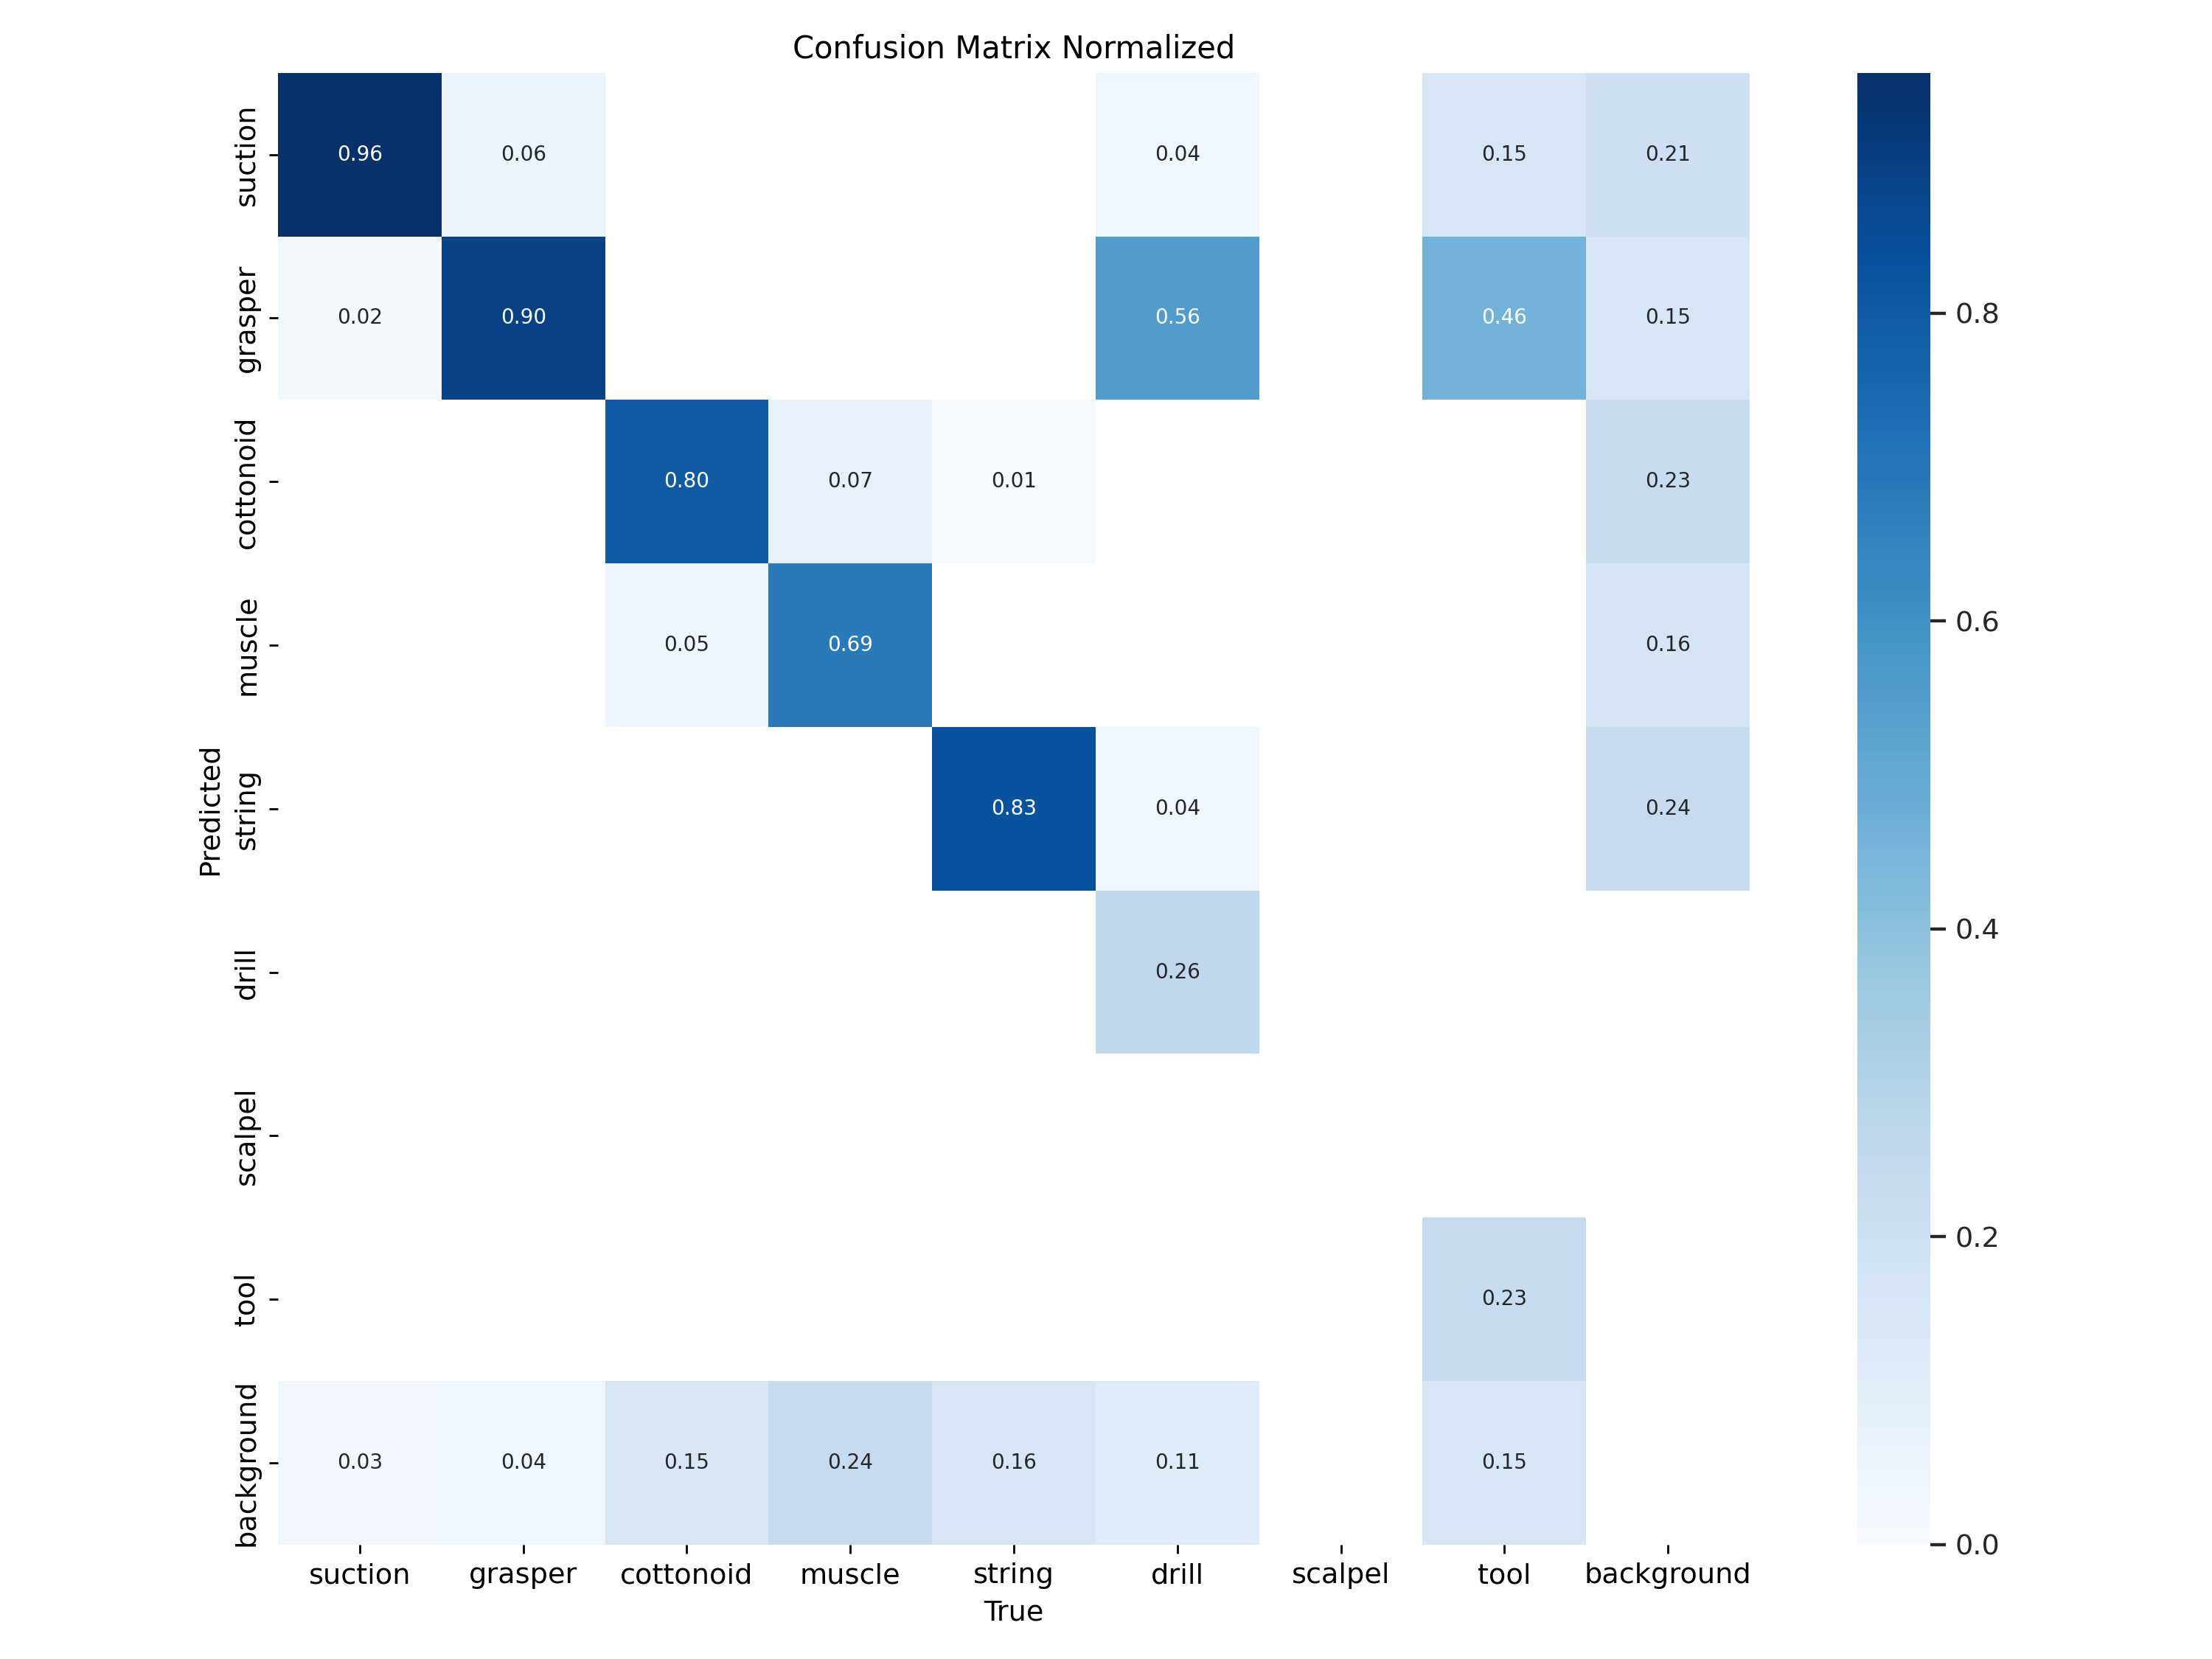 Confusion Matrix Normalized
suction
0.96
0.06
0.04
0.15
0.21
grasper
0.02
0.90
0.56
0.46
0.15
0.8
cottonoid
0.80
0.07
0.01
0.23
muscle
0.05
0.69
0.16
0.6
Predicted
string
0.83
0.04
0.24
drill
0.26
0.4
scalpel
tool
0.23
0.2
background
0.03
0.04
0.15
0.24
0.16
0.11
0.15
0.0
suction
grasper
cottonoid
muscle
string
drill
scalpel
tool
background
True